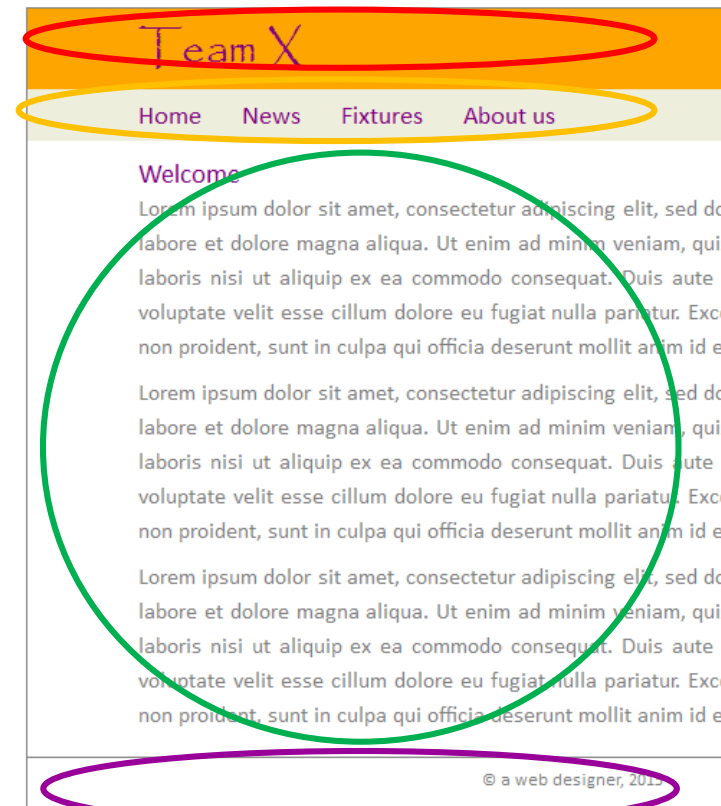 Team X
Home News Fixtures About us
Welcome
Lorem ipsum dolor sit amet, consectetur adipiscing elit, sed do
labore et dolore magna aliqua. Ut enim ad minim veniam, qui
laboris nisi ut aliquip ex ea commodo consequat. Duis aute
voluptate velit esse cillum dolore eu fugiat nulla pariatur. Exc
non proident, sunt in culpa qui officia deserunt mollit anim id e
Lorem ipsum dolor sit amet, consectetur adipiscing elit, sed do
labore et dolore magna aliqua. Ut enim ad minim veniam, qui
laboris nisi ut aliquip ex ea commodo consequat. Duis aute
voluptate velit esse cillum dolore eu fugiat nulla pariatur. Exc
non proident, sunt in culpa qui officia deserunt mollit anim id e
Lorem ipsum dolor sit amet, consectetur adipiscing elit, sed do
labore et dolore magna aliqua. Ut enim ad minim veniam, qui
laboris nisi ut aliquip ex ea commodo consequat. Duis aute
voluptate velit esse cillum dolore eu fugiat nulla pariatur. Exc
non proident, sunt in culpa qui officia deserunt mollit anim id e
© a web designer, 2015